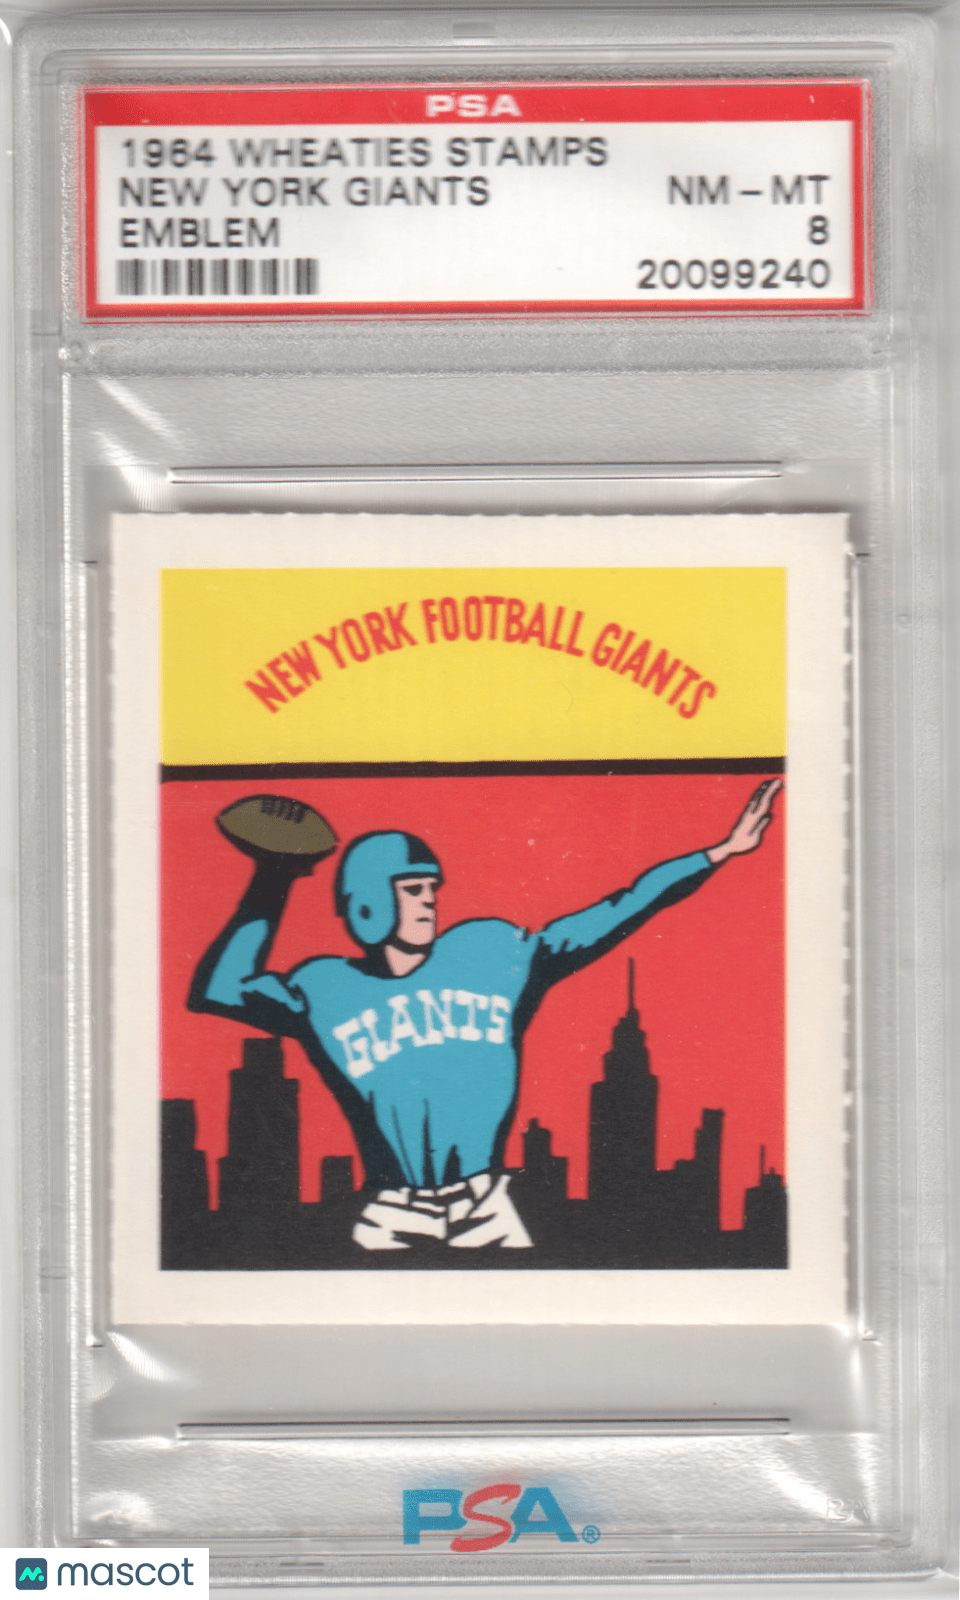 PSA
1964 WHEATIES STAMPS
NEW YORK GIANTS
NM - MT
EMBLEM
8
20099240
NEW YORK FOOTBALL GIANTS
GIANTS
PSA®
mascot